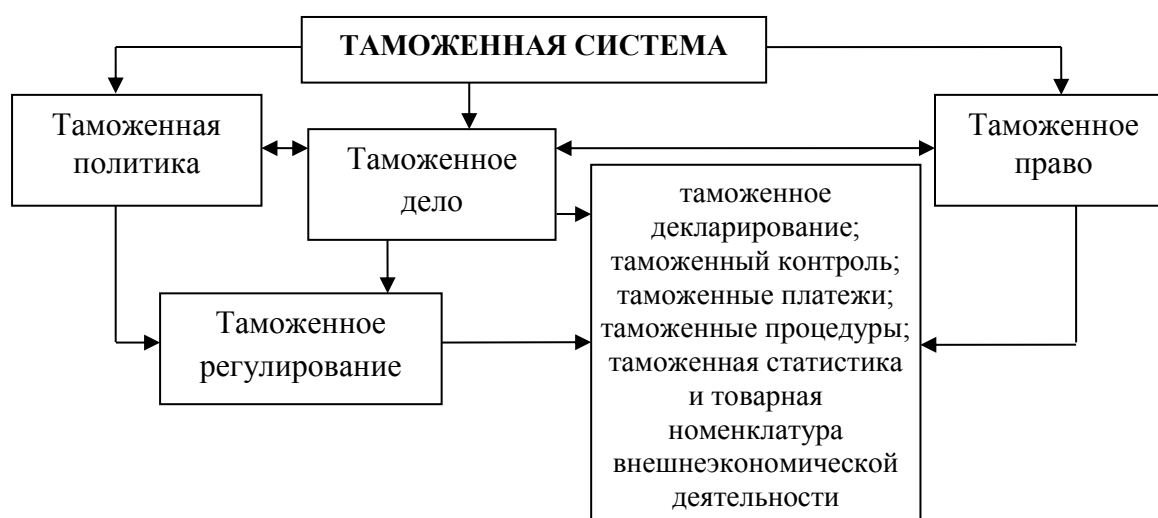 ТАМОЖЕННАЯ СИСТЕМА
Таможенная
политика
Таможенное
дело
Таможенное
право
таможенное
декларирование;
таможенный контроль;
таможенные платежи;
таможенные процедуры;
таможенная статистика
и товарная
номенклатура
внешнеэкономической
деятельности
Таможенное
регулирование